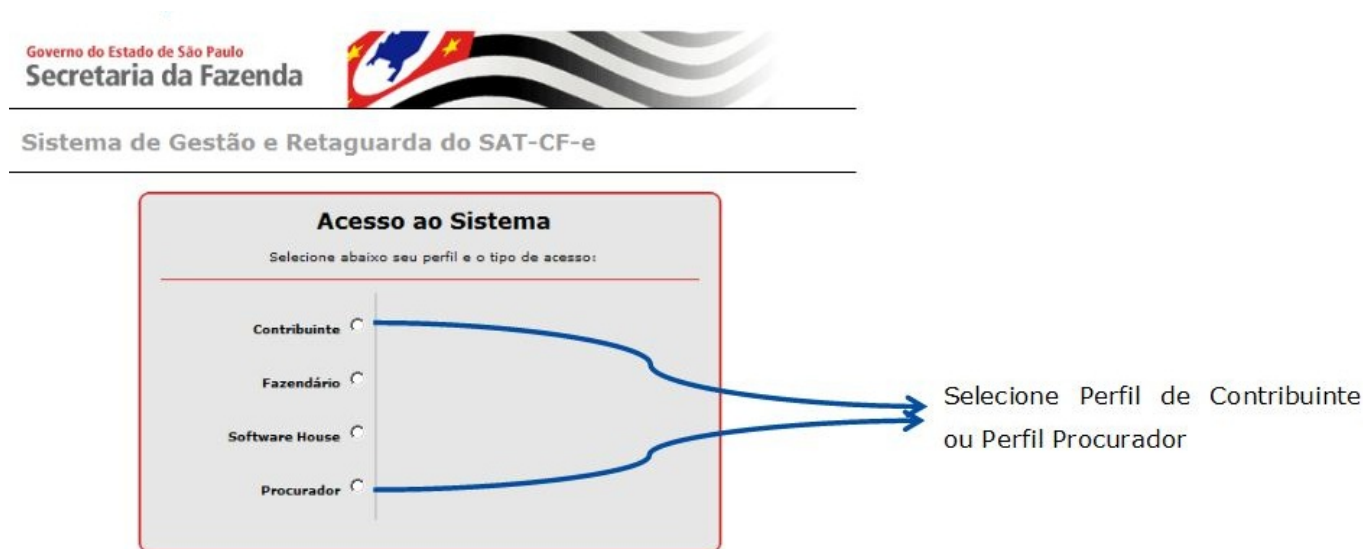 Governo do Estado de São Paulo
Secretaria da Fazenda
Sistema de Gestão e Retaguarda do SAT-CF-e
Acesso ao Sistema
Selecione abaixo seu perfil e o tipo de acesso:
Contribuinte
Fazendário
Software House
Procurador
Selecione Perfil de Contribuinte
ou Perfil Procurador